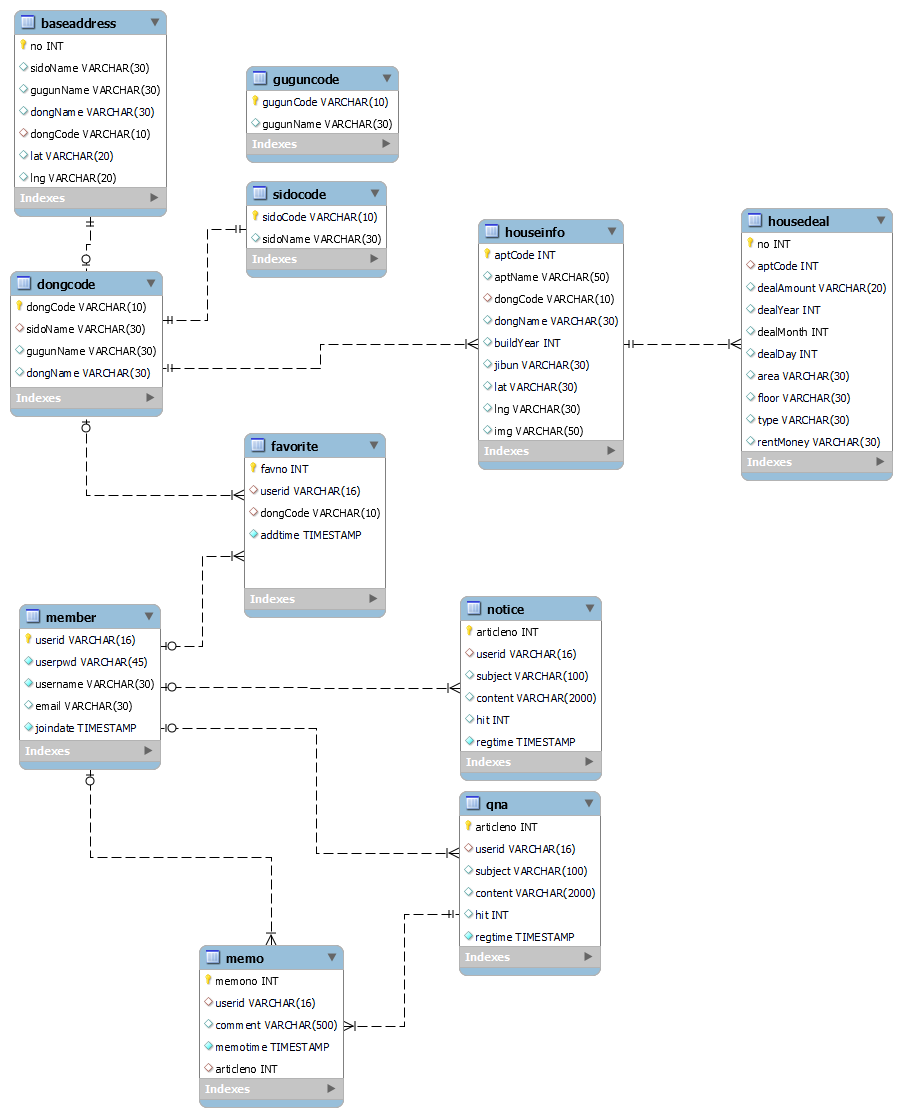 baseaddress
no INT
sidoName VARCHAR(30)
gugunName VARCHAR(30)
dongName VARCHAR(30)
dongCode VARCHAR(10)
lat VARCHAR(20)
lng VARCHAR(20)
Indexes
guguncode
gugunCode VARCHAR(10)
gugunName VARCHAR(30)
Indexes
sidocode
sidoCode VARCHAR(10)
sidoName VARCHAR(30)
Indexes
dongcode
dongCode VARCHAR(10)
sidoName VARCHAR(30)
gugunName VARCHAR(30)
dongName VARCHAR(30)
Indexes
houseinfo
aptCode INT
aptName VARCHAR(50)
dongCode VARCHAR(10)
dongName VARCHAR(30)
buildYear INT
jibun VARCHAR(30)
lat VARCHAR(30)
lng VARCHAR(30)
img VARCHAR(50)
Indexes
housedeal
no INT
aptCode INT
dealAmount VARCHAR(20)
dealYear INT
dealMonth INT
dealDay INT
area VARCHAR(30)
floor VARCHAR(30)
type VARCHAR(30)
rentMoney VARCHAR(30)
Indexes
favorite
favno INT
userid VARCHAR(16)
dongCode VARCHAR(10)
addtime TIMESTAMP
Indexes
member
userid VARCHAR(16)
userpwd VARCHAR(45)
username VARCHAR(30)
email VARCHAR(30)
joindate TIMESTAMP
Indexes
notice
articleno INT
userid VARCHAR(16)
subject VARCHAR(100)
content VARCHAR(2000)
hit INT
regtime TIMESTAMP
Indexes
qna
articleno INT
userid VARCHAR(16)
subject VARCHAR(100)
content VARCHAR(2000)
hit INT
regtime TIMESTAMP
Indexes
memo
memono INT
userid VARCHAR(16)
comment VARCHAR(500)
memotime TIMESTAMP
articleno INT
Indexes